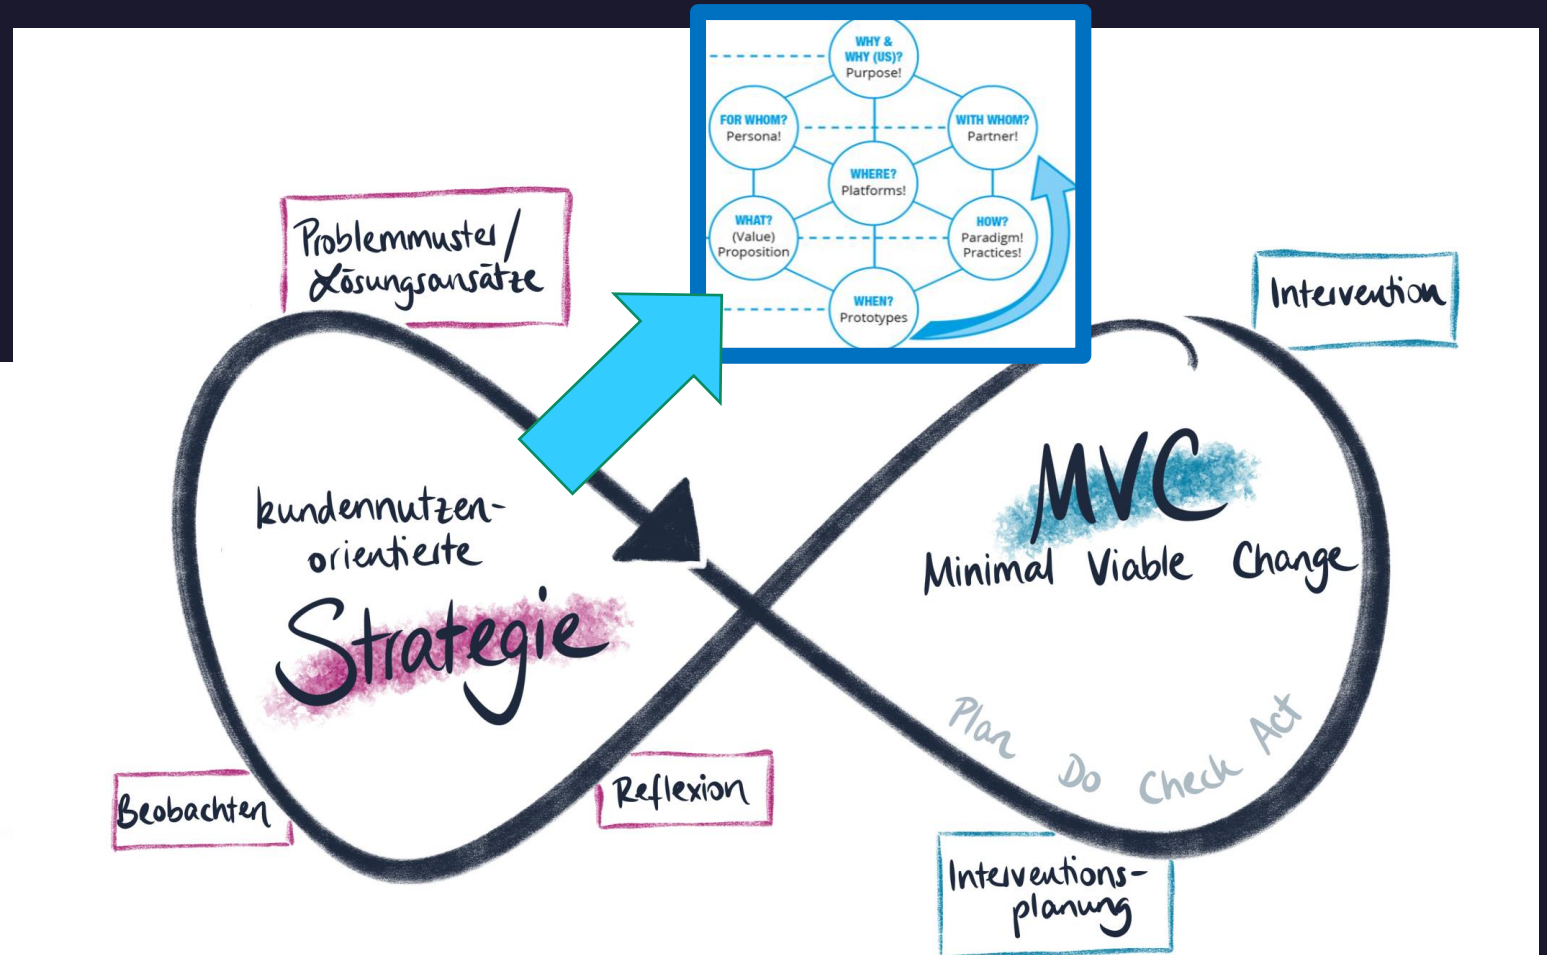 WHY &
WHY (US)?
Purpose!
FOR WHOM?
Persona!
WITH WHOM?
Partner!
WHERE?
Platforms!
WHAT?
(Value)
Proposition
HOW?
Paradigm!
Practices!
WHEN?
Prototypes
Problemmuster/
Lösungsansätze
Intervention
kundennutzen-
orientierte
Strategie
MVC
Minimal Viable Change
Plan Do Check Act
Beobachten
Reflexion
Interventions-
planung